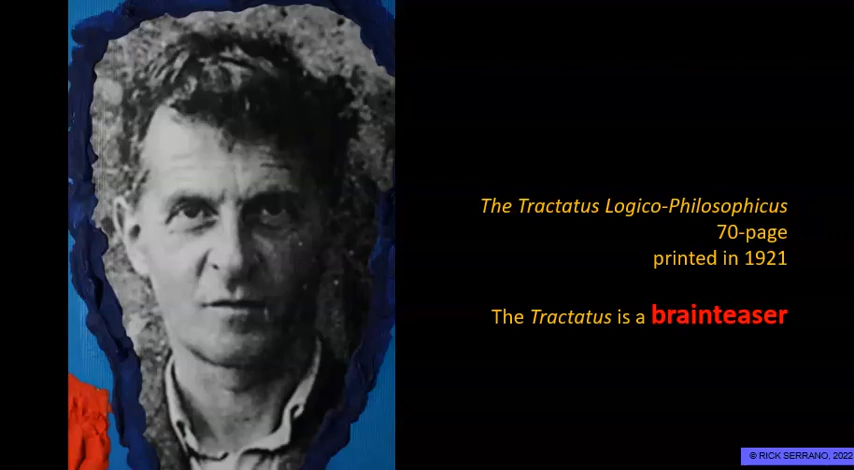 The Tractatus Logico-Philosophicus
70-page
printed in 1921
The Tractatus is a brainteaser
© RICK SERRANO, 2022